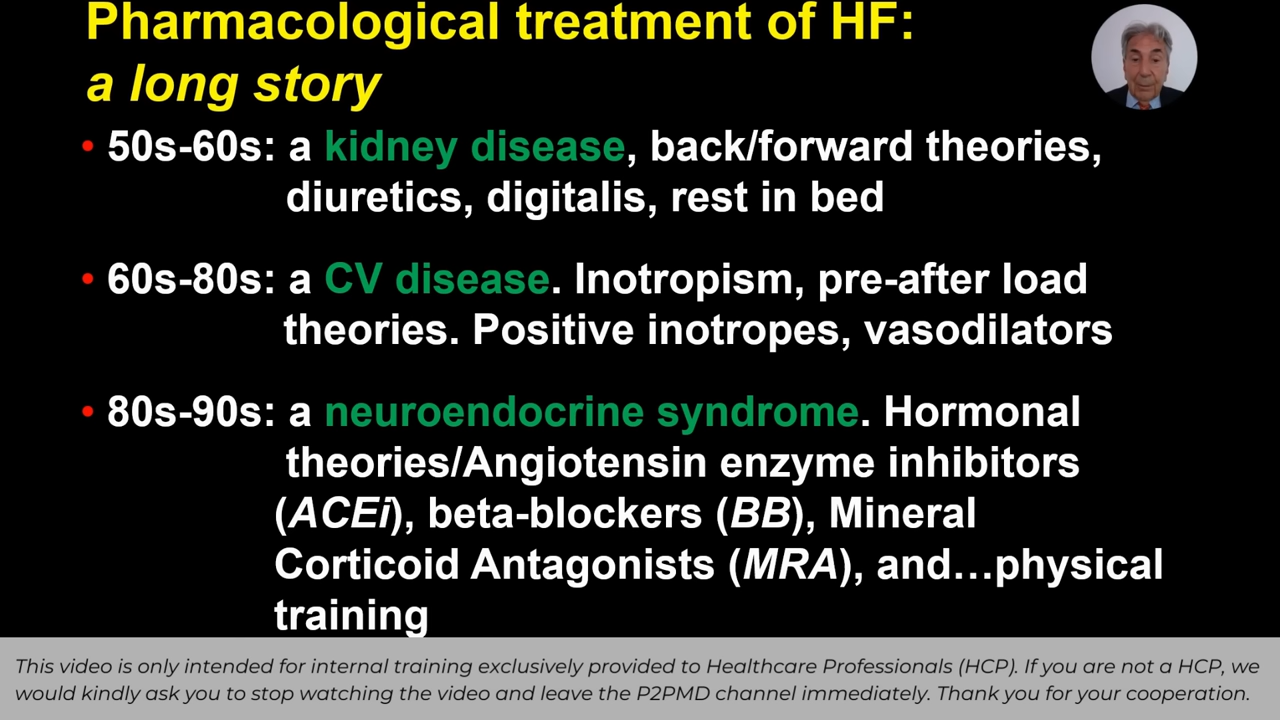 Pharmacological treatment of HF:
a long story
• 50s-60s: a kidney disease, back/forward theories,
diuretics, digitalis, rest in bed
• 60s-80s: a CV disease. Inotropism, pre-after load
theories. Positive inotropes, vasodilators
• 80s-90s: a neuroendocrine syndrome. Hormonal
theories/Angiotensin enzyme inhibitors
(ACEi), beta-blockers (BB), Mineral
Corticoid Antagonists (MRA), and…physical
training
This video is only intended for internal training exclusively provided to Healthcare Professionals (HCP). If you are not a HCP, we
would kindly ask you to stop watching the video and leave the P2PMD channel immediately. Thank you for your cooperation.